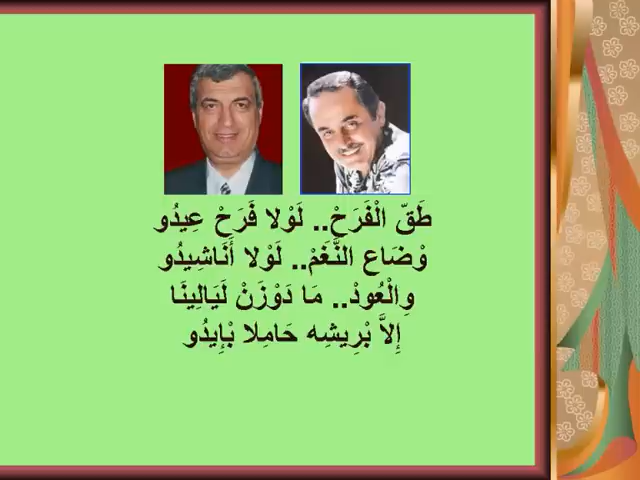 طَقّ الْفَرَحْ.. لَوْلا فَرَحْ عِيدُو
وْضَاع النَّغَمْ.. لَوْلا أَنَاشِيدُو
وِالْعُودْ.. مَا دَوْزَنْ لَيَالِينَا
إِلاَّ بْرِيشِه حَامِلا بْإِيدُو